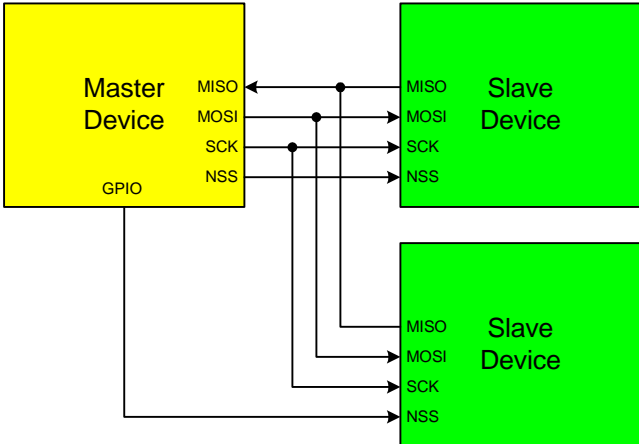 Master
Device
MISO
MOSI
SCK
NSS
GPIO
MISO
MOSI
SCK
NSS
Slave
Device
MISO
MOSI
SCK
NSS
Slave
Device